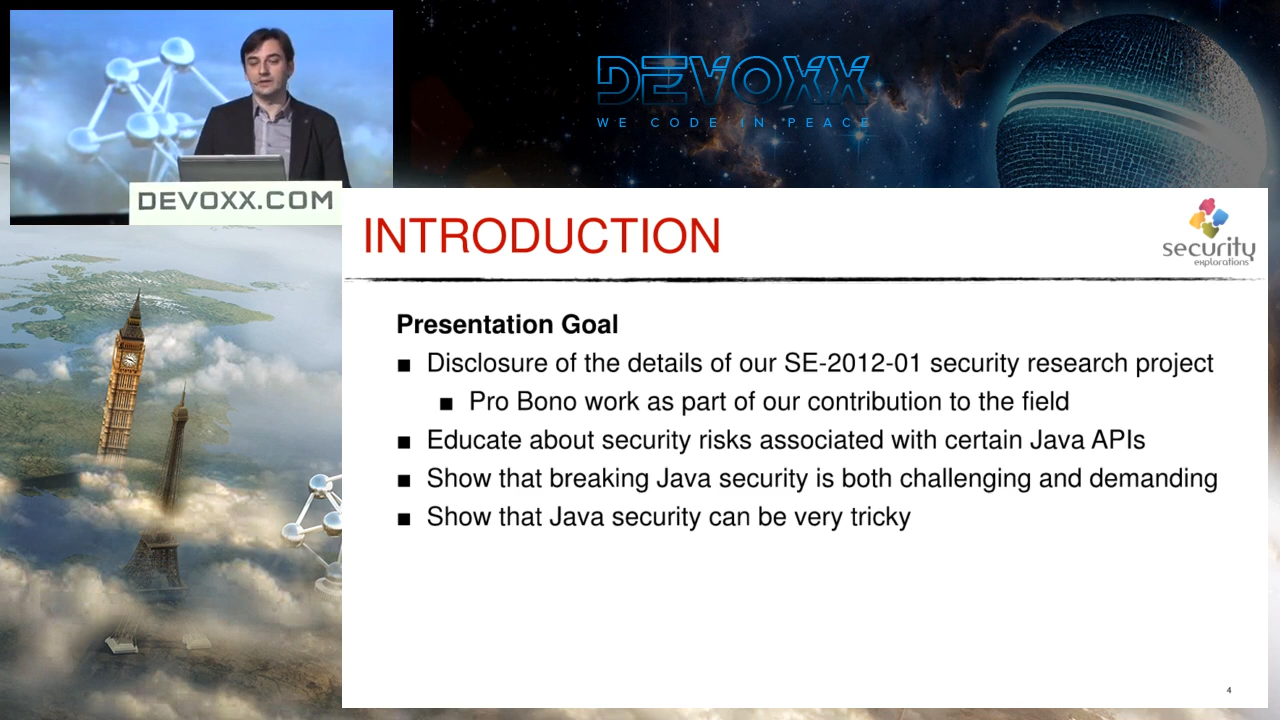 DEVOXX
WE CODE IN PEACE
DEVOXX.COM
INTRODUCTION
security
explorations
Presentation Goal
■ Disclosure of the details of our SE-2012-01 security research project
■ Pro Bono work as part of our contribution to the field
■ Educate about security risks associated with certain Java APIs
■ Show that breaking Java security is both challenging and demanding
■ Show that Java security can be very tricky
4